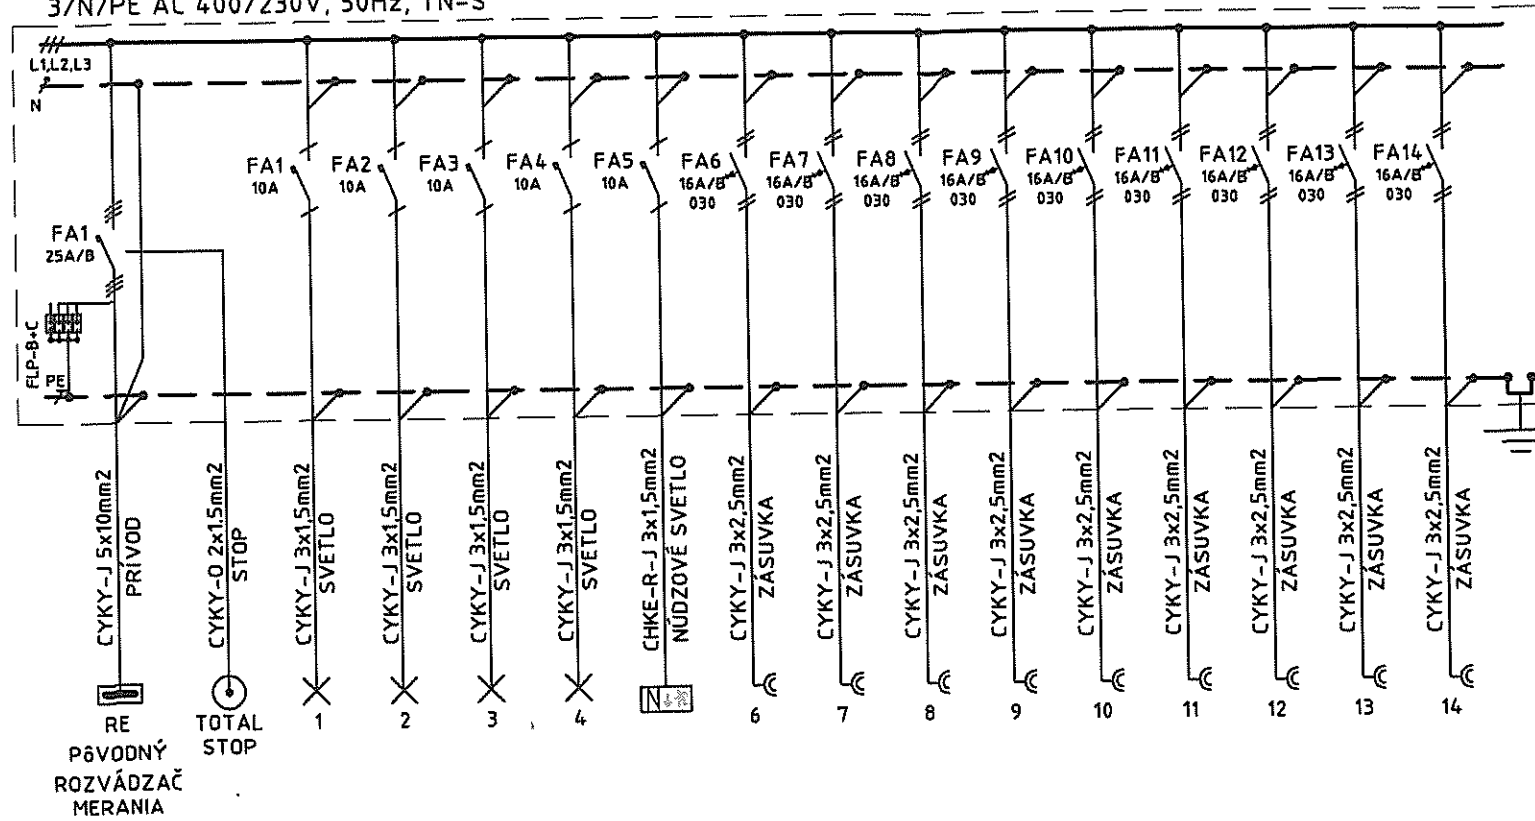 3/N/PE AC 400/230V, 50Hz, TN-S
L1,L2,L3
N
FA1
10A
FA2
10A
FA3
10A
FA4
10A
FA5
10A
FA6
16A/B
030
FA7
16A/B
030
FA8
16A/B
030
FA9
16A/B
030
FA10
16A/B
030
FA11
16A/B
030
FA12
16A/B
030
FA13
16A/B
030
FA14
16A/B
030
FA1
25A/B
FLP-B+C
PE
CYKY-J 5x10mm2
PRÍVOD
CYKY-O 2x1,5mm2
STOP
CYKY-J 3x1,5mm2
SVETLO
CYKY-J 3x1,5mm2
SVETLO
CYKY-J 3x1,5mm2
SVETLO
CYKY-J 3x1,5mm2
SVETLO
CHKE-R-J 3x1,5mm2
NÚDZOVÉ SVETLO
CYKY-J 3x2,5mm2
ZÁSUVKA
CYKY-J 3x2,5mm2
ZÁSUVKA
CYKY-J 3x2,5mm2
ZÁSUVKA
CYKY-J 3x2,5mm2
ZÁSUVKA
CYKY-J 3x2,5mm2
ZÁSUVKA
CYKY-J 3x2,5mm2
ZÁSUVKA
CYKY-J 3x2,5mm2
ZÁSUVKA
CYKY-J 3x2,5mm2
ZÁSUVKA
CYKY-J 3x2,5mm2
ZÁSUVKA
RE
PôVODNÝ
ROZVÁDZAČ
MERANIA
TOTAL
STOP
1
2
3
4
N
6
7
8
9
10
11
12
13
14